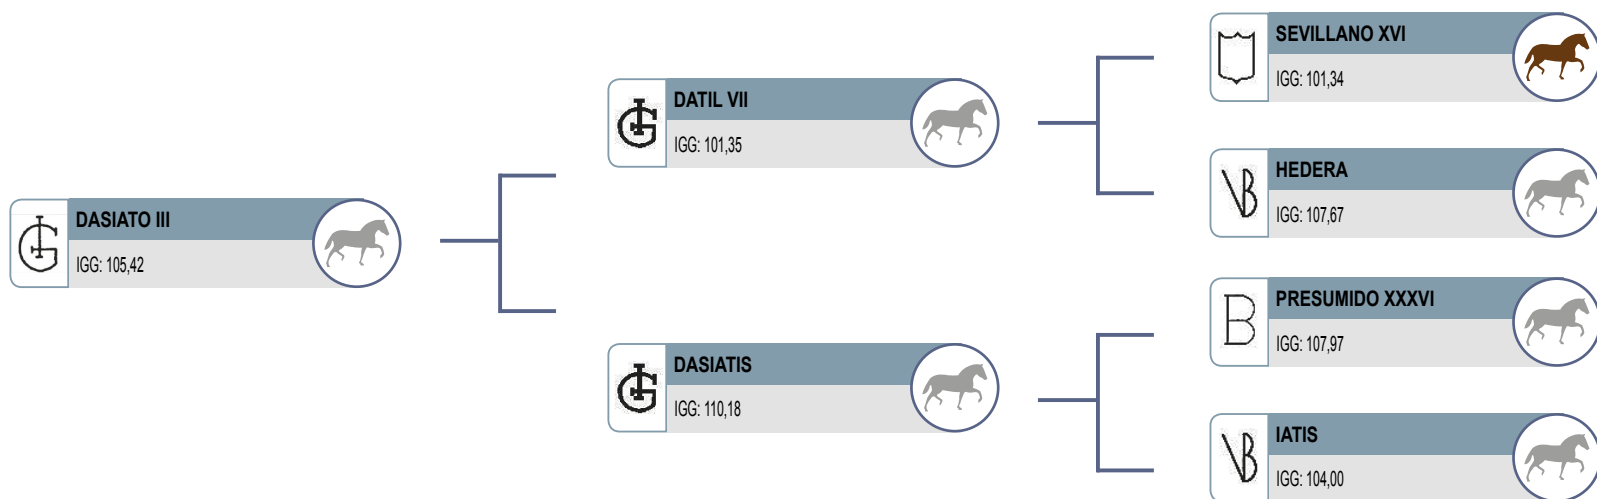 DASIATO III
IGG: 105,42
DATIL VII
IGG: 101,35
DASIATIS
IGG: 110,18
SEVILLANO XVI
IGG: 101,34
HEDERA
IGG: 107,67
PRESUMIDO XXXVI
IGG: 107,97
IATIS
IGG: 104,00